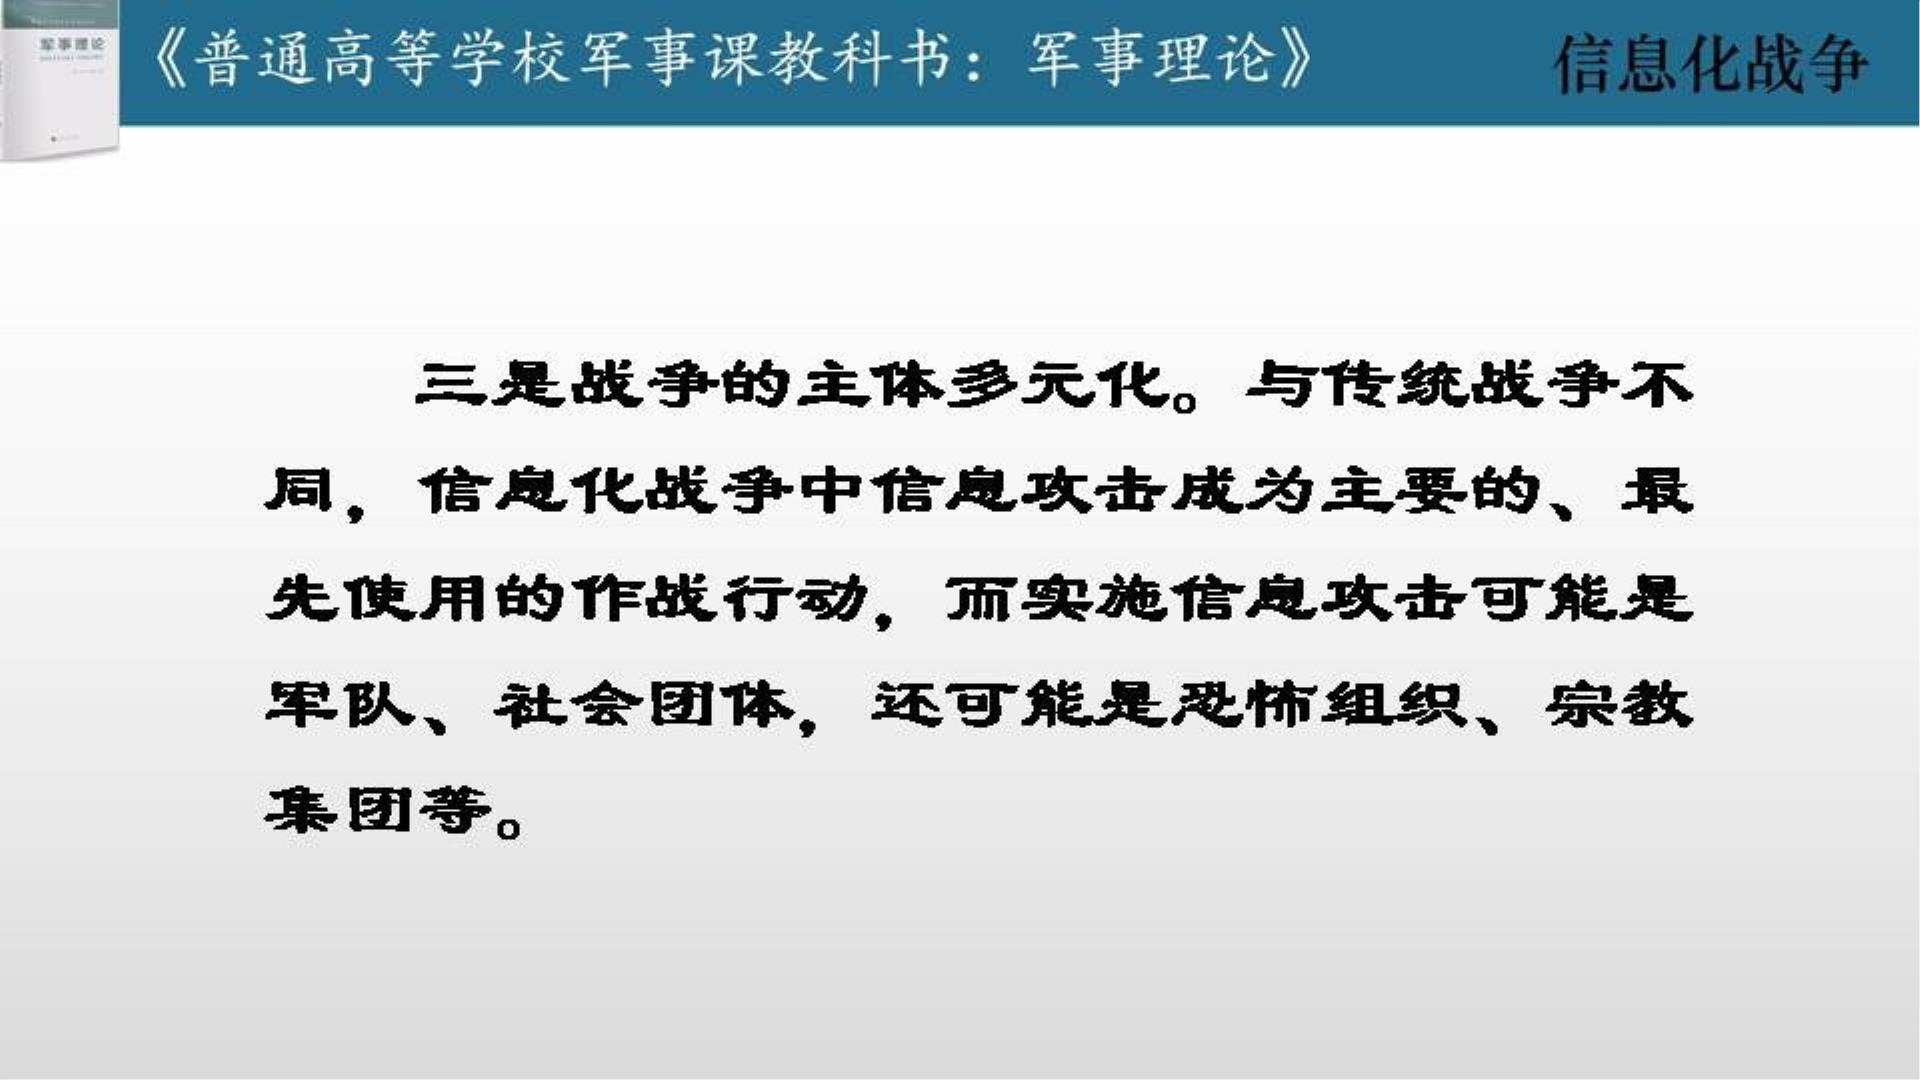 军事理论
《普通高等学校军事课教科书：军事理论》
信息化战争
三是战争的主体多元化。与传统战争不
同，信息化战争中信息攻击成为主要的、最
先使用的作战行动，而实施信息攻击可能是
军队、社会团体，还可能是恐怖组织、宗教
集团等。